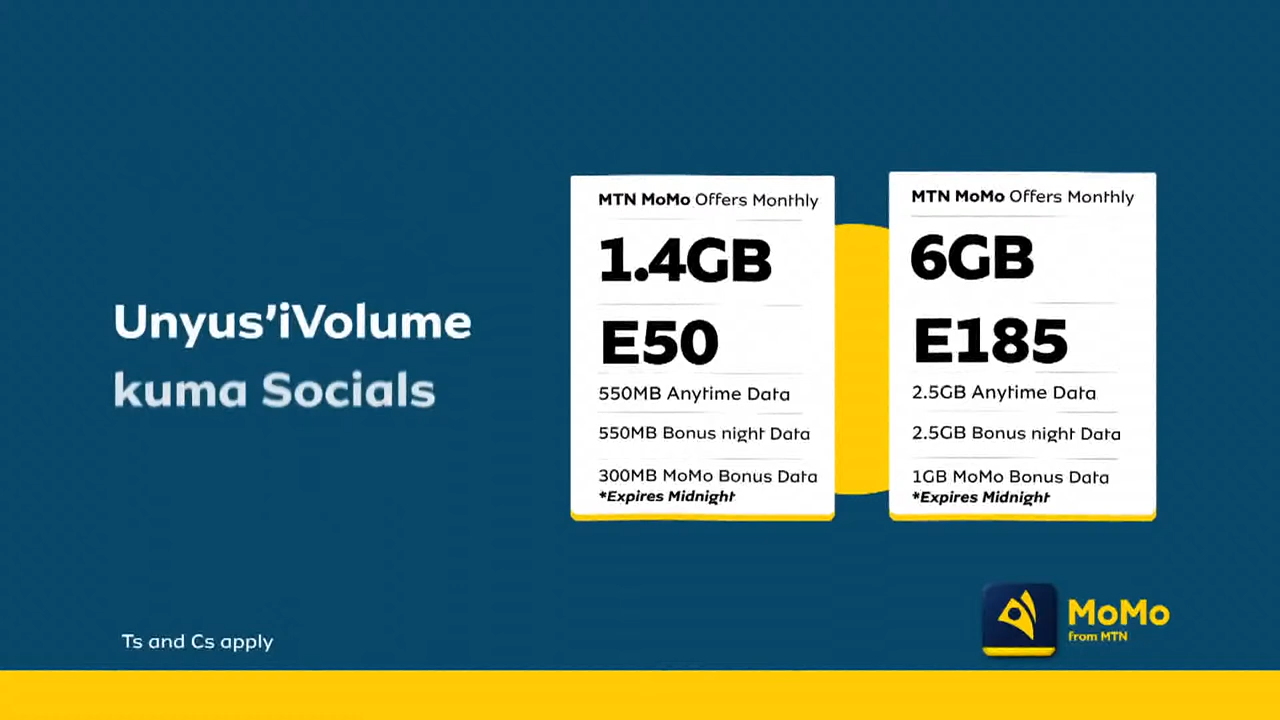 Unyus'iVolume
kuma Socials
MTN MoMo Offers Monthly
1.4GB
E50
550MB Anytime Data
550MB Bonus night Data
300MB MoMo Bonus Data
*Expires Midnight
MTN MoMo Offers Monthly
6GB
E185
2.5GB Anytime Data
2.5GB Bonus night Data
1GB MoMo Bonus Data
*Expires Midnight
Ts and Cs apply
MoMo
from MTN